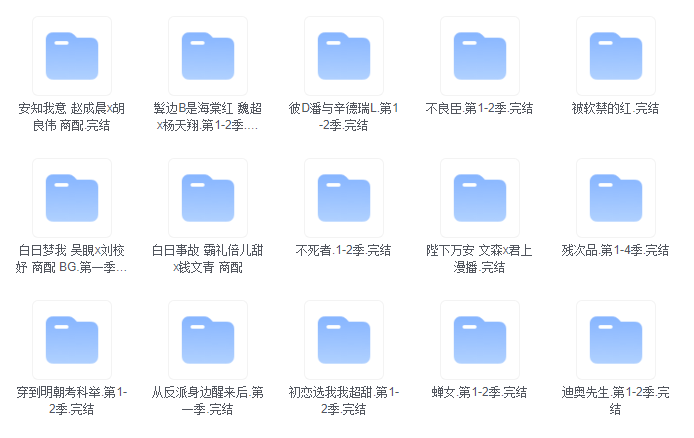 安知我意 赵成晨x胡
良伟 商配.完结
鬓边B是海棠红 魏超
x杨天翔.第1-2季....
彼D潘与辛德瑞L.第1
-2季.完结
不良臣.第1-2季.完结
被软禁的红.完结
白日梦我 吴睍x刘校
妤 商配 BG.第一季...
白日事故 霸礼倍儿甜
x钱文青 商配
不死者.1-2季.完结
陛下万安 文森x君上
漫播.完结
残次品.第1-4季.完结
穿到明朝考科举.第1-
2季.完结
从反派身边醒来后.第
一季.完结
初恋选我我超甜.第1-
2季.完结
蝉女.第1-2季.完结
迪奥先生.第1-2季.完
结